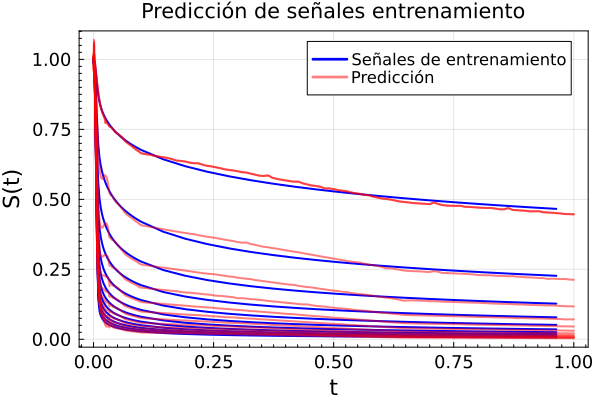 Predicción de señales entrenamiento
Señales de entrenamiento
Predicción
S(t)
1.00
0.75
0.50
0.25
0.00
0.00 0.25 0.50 0.75 1.00
t